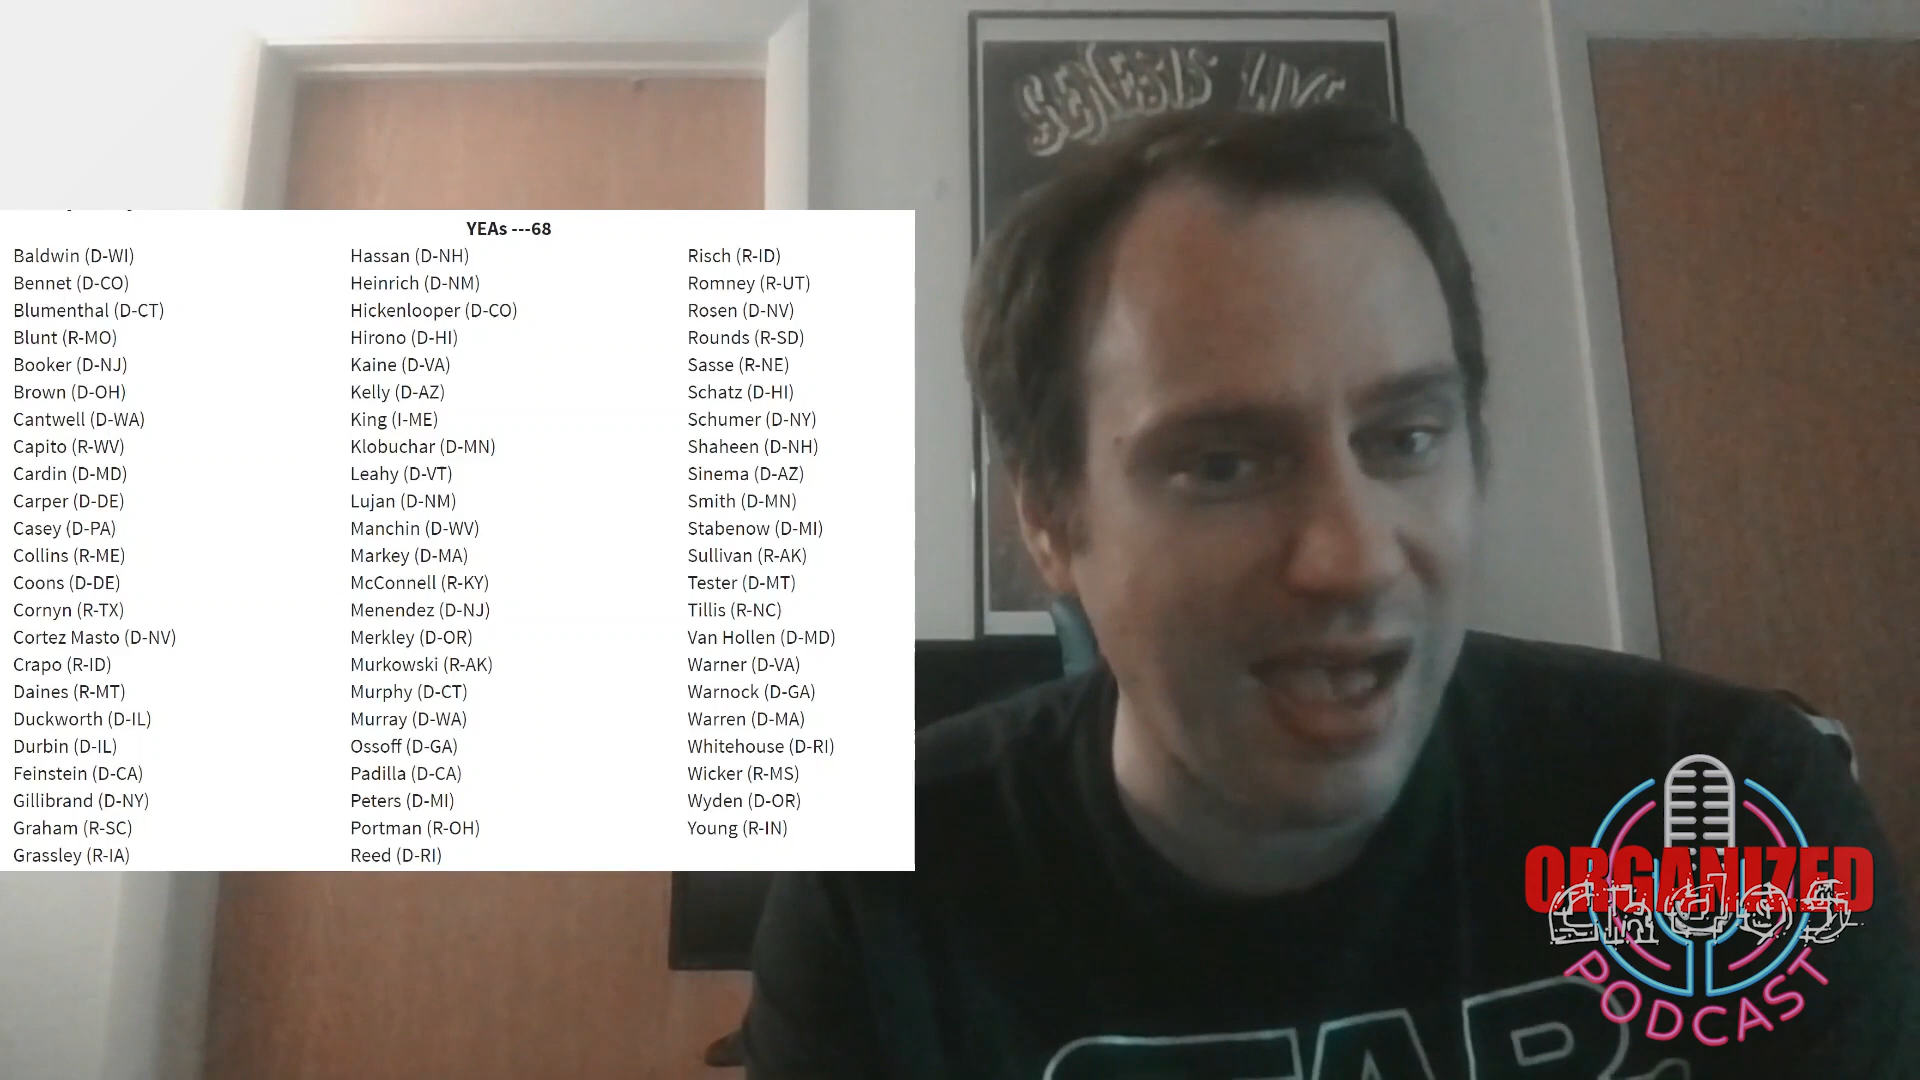 GENESIS LIVE
YEAs ---68
Baldwin (D-WI)
Bennet (D-CO)
Blumenthal (D-CT)
Blunt (R-MO)
Booker (D-NJ)
Brown (D-OH)
Cantwell (D-WA)
Capito (R-WV)
Cardin (D-MD)
Carper (D-DE)
Casey (D-PA)
Collins (R-ME)
Coons (D-DE)
Cornyn (R-TX)
Cortez Masto (D-NV)
Crapo (R-ID)
Daines (R-MT)
Duckworth (D-IL)
Durbin (D-IL)
Feinstein (D-CA)
Gillibrand (D-NY)
Graham (R-SC)
Grassley (R-IA)
Hassan (D-NH)
Heinrich (D-NM)
Hickenlooper (D-CO)
Hirono (D-HI)
Kaine (D-VA)
Kelly (D-AZ)
King (I-ME)
Klobuchar (D-MN)
Leahy (D-VT)
Lujan (D-NM)
Manchin (D-WV)
Markey (D-MA)
McConnell (R-KY)
Menendez (D-NJ)
Merkley (D-OR)
Murkowski (R-AK)
Murphy (D-CT)
Murray (D-WA)
Ossoff (D-GA)
Padilla (D-CA)
Peters (D-MI)
Portman (R-OH)
Reed (D-RI)
Risch (R-ID)
Romney (R-UT)
Rosen (D-NV)
Rounds (R-SD)
Sasse (R-NE)
Schatz (D-HI)
Schumer (D-NY)
Shaheen (D-NH)
Sinema (D-AZ)
Smith (D-MN)
Stabenow (D-MI)
Sullivan (R-AK)
Tester (D-MT)
Tillis (R-NC)
Van Hollen (D-MD)
Warner (D-VA)
Warnock (D-GA)
Warren (D-MA)
Whitehouse (D-RI)
Wicker (R-MS)
Wyden (D-OR)
Young (R-IN)
ORGANIZED
chaos
PODCAST